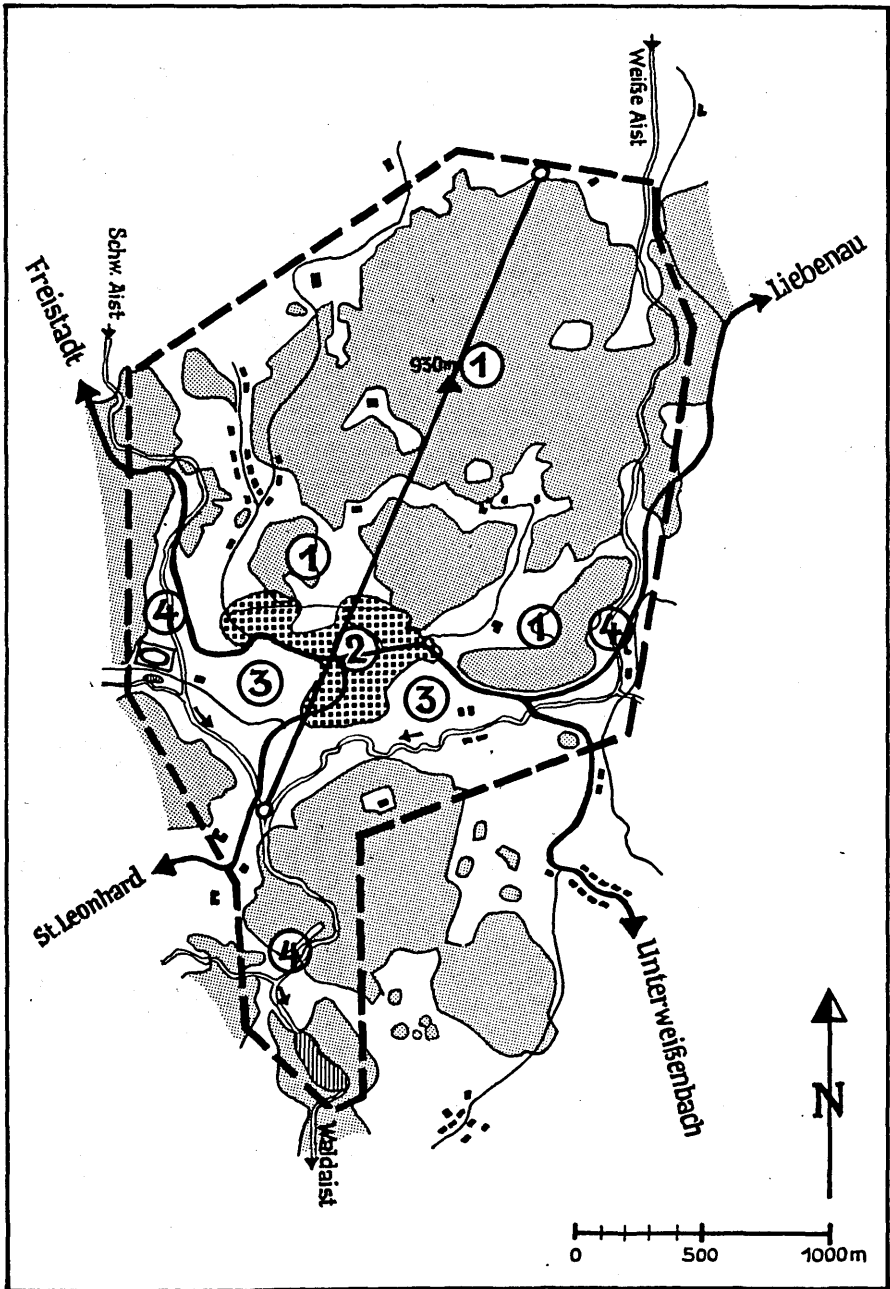 Weiße Aist
Liebenau
Schw. Aist
Freistadt
930m
1
1
1
4
4
2
3
3
St. Leonhard
4
Unterweißenbach
Waldaist
N
0 500 1000m